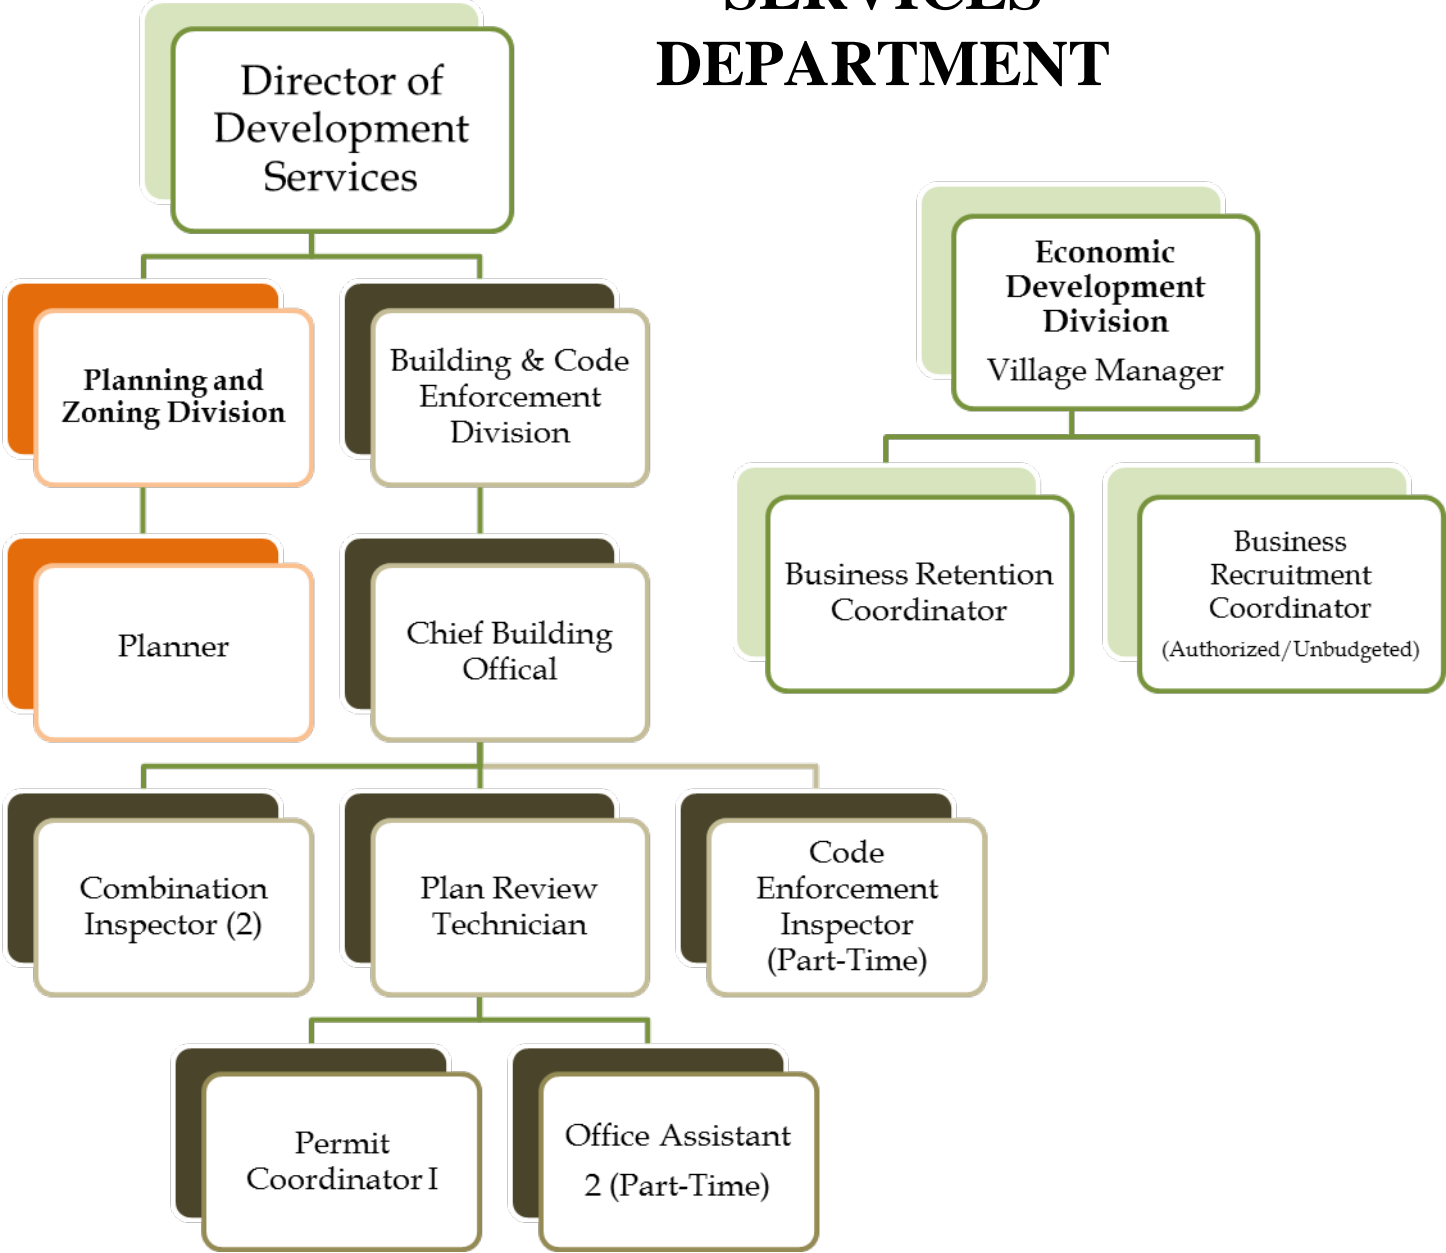 SERVICES
DEPARTMENT
Director of
Development
Services
Economic
Development
Division
Village Manager
Planning and
Zoning Division
Building & Code
Enforcement
Division
Business Retention
Coordinator
Business
Recruitment
Coordinator
(Authorized/Unbudgeted)
Planner
Chief Building
Offical
Combination
Inspector (2)
Plan Review
Technician
Code
Enforcement
Inspector
(Part-Time)
Permit
Coordinator I
Office Assistant
2 (Part-Time)